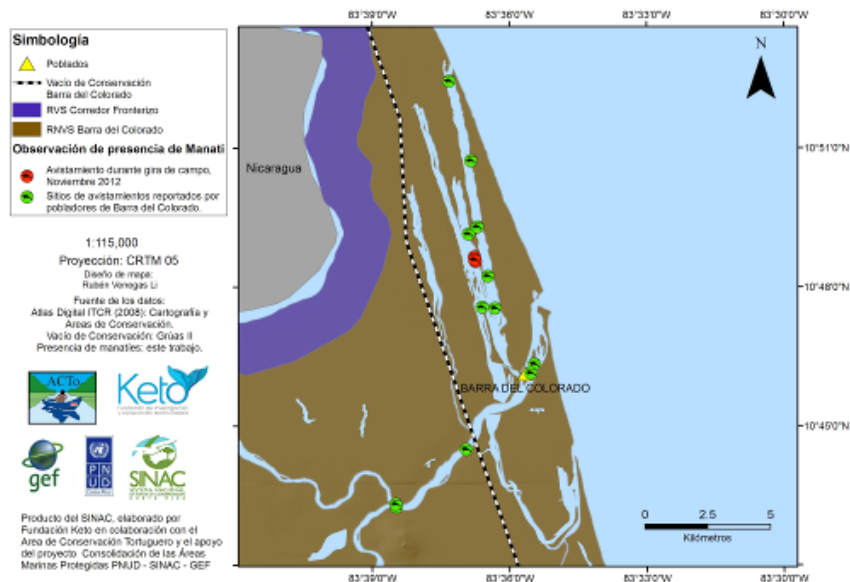 83°39'0"W
83°36'0"W
83°33'0"W
83°30'0"W
Simbología
Poblados
Vacío de Conservación
Barra del Colorado
RVS Corredor Fronterizo
RNVS Barra del Colorado
Observación de presencia de Manatí
Avistamiento durante gira de campo,
Noviembre 2012
Sitios de avistamientos reportados por
pobladores de Barra del Colorado.
N
Nicaragua
10°51'0"N
10°48'0"N
10°45'0"N
BARRA DEL COLORADO
1:115,000
Proyección: CRTM 05
Diseño de mapa:
Rubén Venegas Li
Fuente de los datos:
Atlas Digital ITCR (2008): Cartografía y
Áreas de Conservación.
Vacío de Conservación: Grúas II
Presencia de manatíes: este trabajo.
ACTo
Keto
gef
P N
U D
Costa Rica
SINAC
Producto del SINAC, elaborado por
Fundación Keto en colaboración con el
Area de Conservación Tortuguero y el apoyo
del proyecto Consolidación de las Áreas
Marinas Protegidas PNUD - SINAC - GEF
0 2.5 5
Kilómetros
83°39'0"W
83°36'0"W
83°33'0"W
83°30'0"W